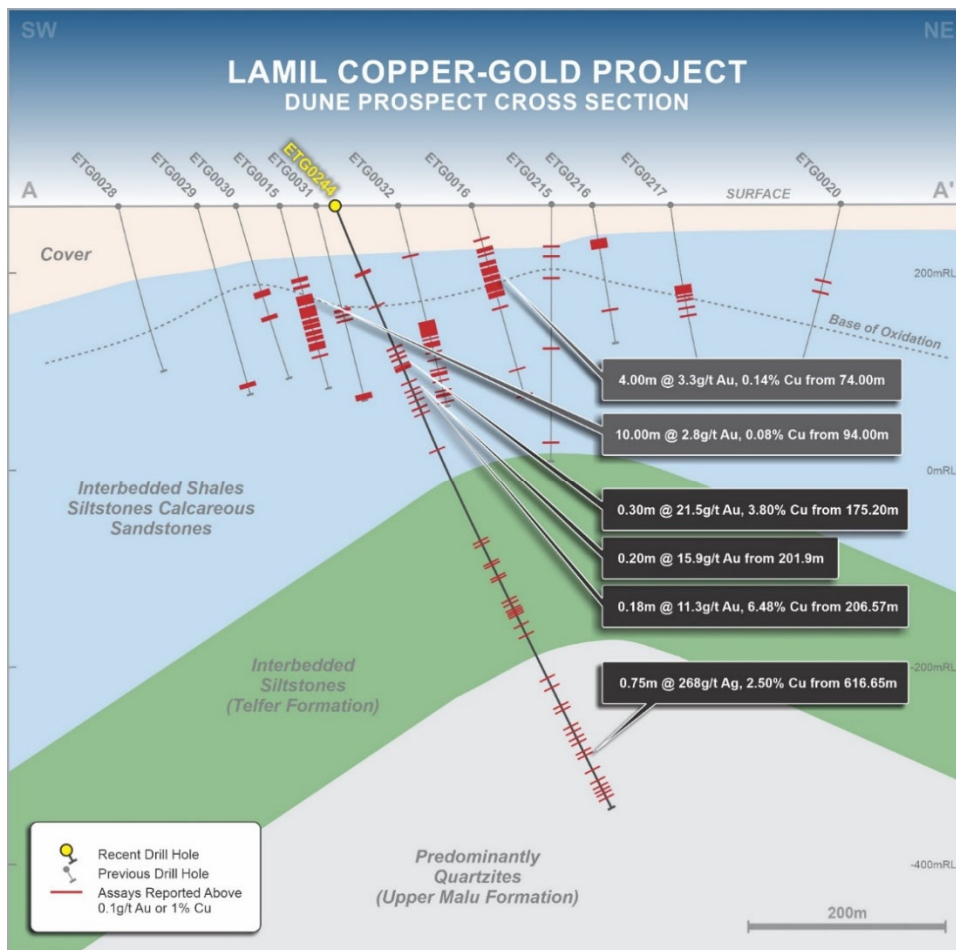 SW
NE
LAMIL COPPER-GOLD PROJECT
DUNE PROSPECT CROSS SECTION
ETG0028
ETG0029
ETG0030
ETG0015
ETG0031
ETG0244
ETG0032
ETG0016
ETG0215
ETG0216
ETG0217
ETG0020
A
SURFACE
A'
Cover
200mRL
Base of Oxidation
4.00m @ 3.3g/t Au, 0.14% Cu from 74.00m
10.00m @ 2.8g/t Au, 0.08% Cu from 94.00m
0mRL
Interbedded Shales
Siltstones Calcareous
Sandstones
0.30m @ 21.5g/t Au, 3.80% Cu from 175.20m
0.20m @ 15.9g/t Au from 201.9m
0.18m @ 11.3g/t Au, 6.48% Cu from 206.57m
-200mRL
Interbedded
Siltstones
(Telfer Formation)
0.75m @ 268g/t Ag, 2.50% Cu from 616.65m
Recent Drill Hole
Previous Drill Hole
Assays Reported Above
0.1g/t Au or 1% Cu
Predominantly
Quartzites
(Upper Malu Formation)
-400mRL
200m